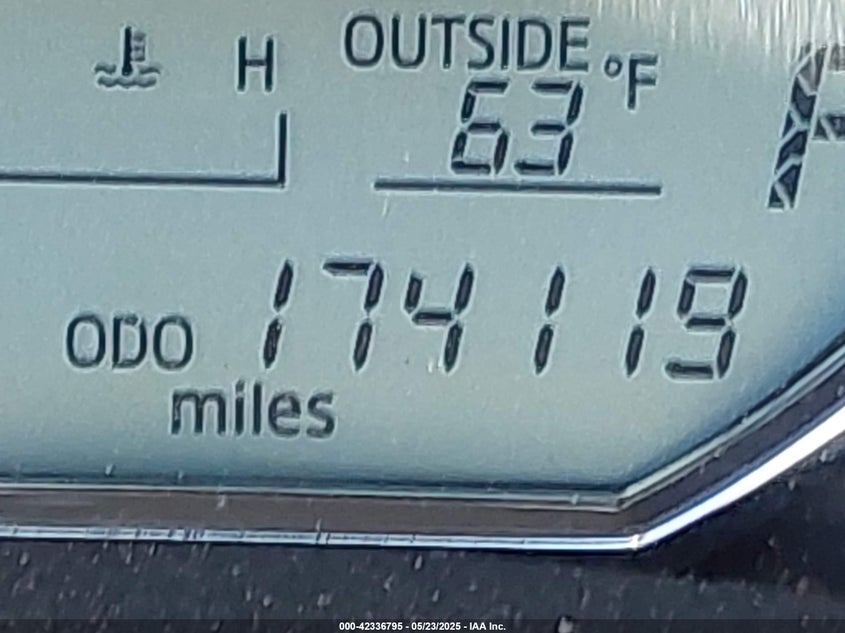 H OUTSIDE °F
63
ODO 174119
miles
000-42336795 - 05/23/2025 - IAA Inc.